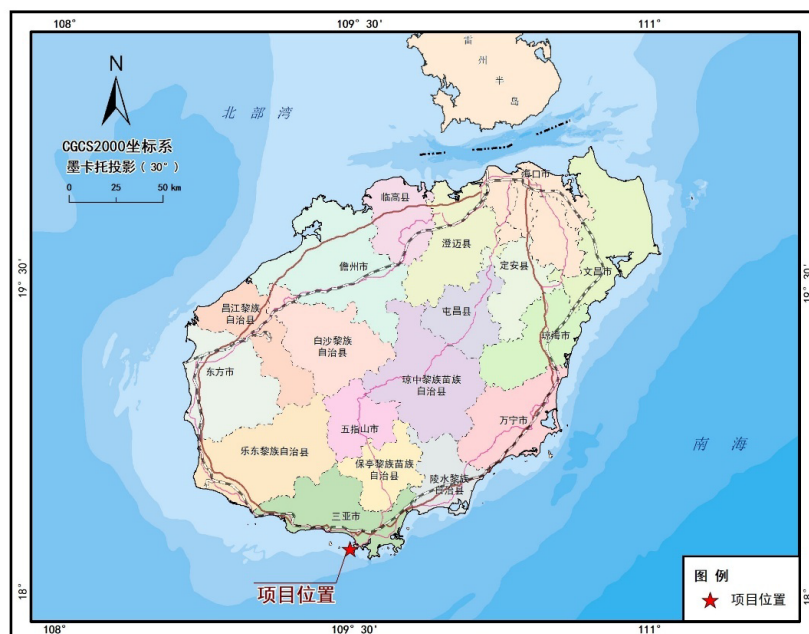 108°
109° 30′
111°
雷
州
半
岛
N
北 部 湾
CGCS2000坐标系
墨卡托投影（30°）
0 25 50 km
海口市
临高县
澄迈县
儋州市
定安县
文昌市
19° 30′
19° 30′
昌江黎族
自治县
屯昌县
琼海市
白沙黎族
自治县
东方市
琼中黎族苗族
自治县
五指山市
万宁市
乐东黎族自治县
保亭黎族苗族
自治县
陵水黎族
自治县
南 海
三亚市
项目位置
图 例
项目位置
18°
18°
108°
109° 30′
111°